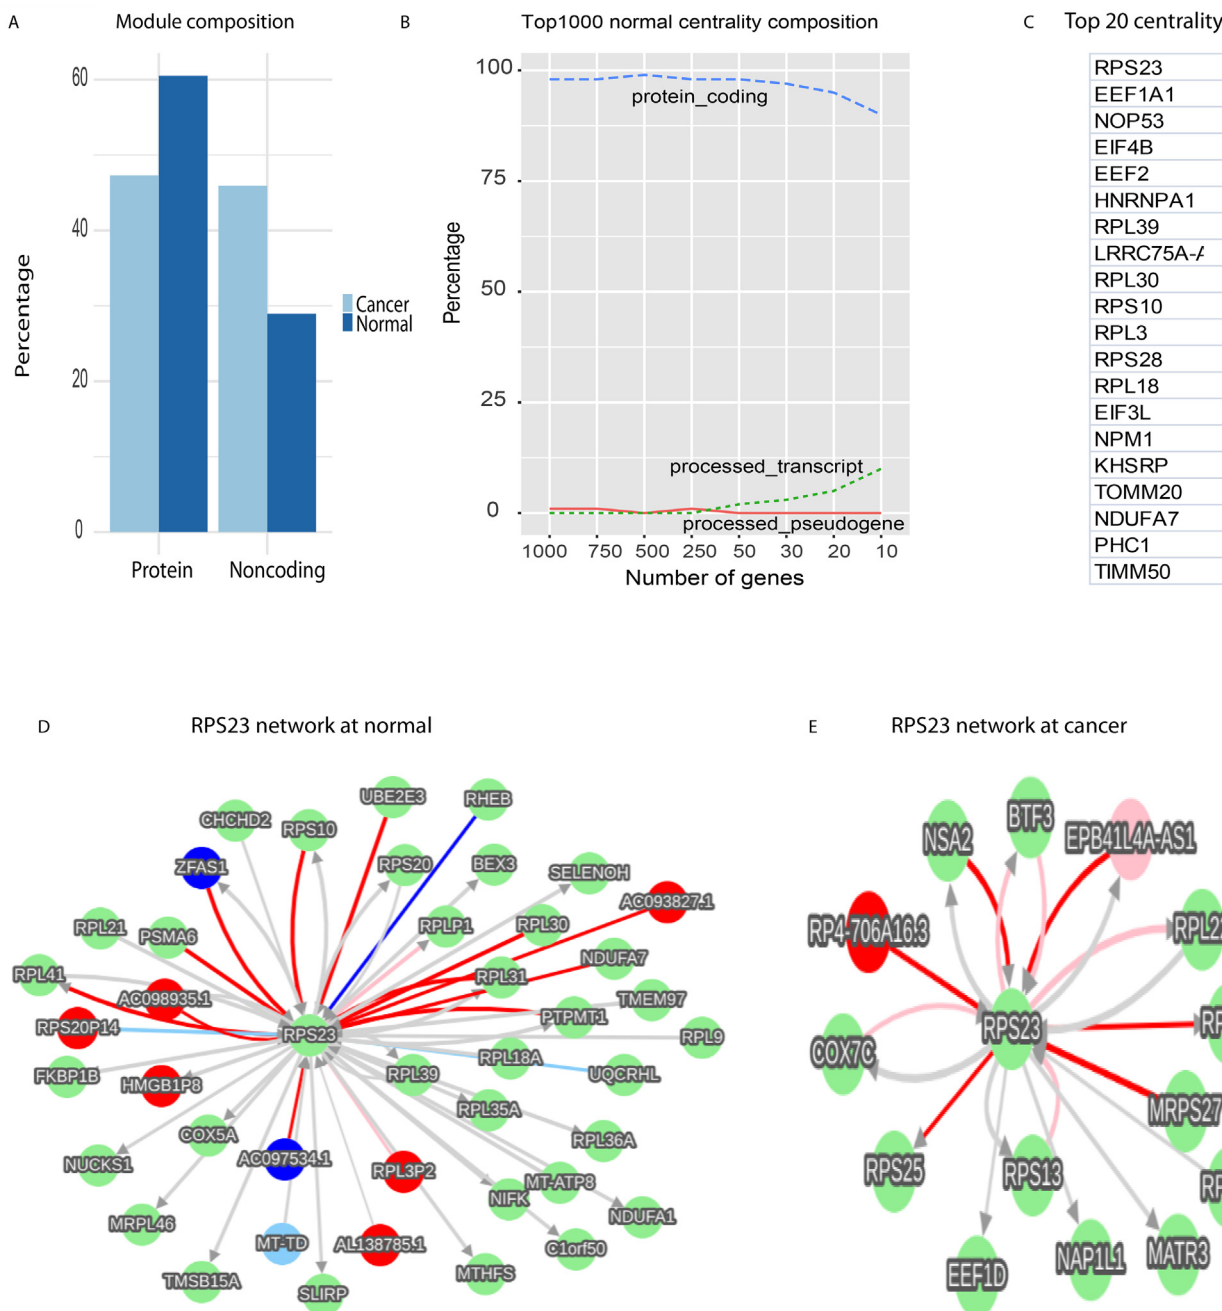 A
Module composition
60
40
20
0
Percentage
Protein
Noncoding
Cancer
Normal
B
Top1000 normal centrality composition
100
75
50
25
0
Percentage
protein_coding
processed_transcript
processed_pseudogene
1000 750 500 250 50 30 20 10
Number of genes
C
Top 20 centrality
RPS23
EEF1A1
NOP53
EIF4B
EEF2
HNRNPA1
RPL39
LRRC75A-
RPL30
RPS10
RPL3
RPS28
RPL18
EIF3L
NPM1
KHSRP
TOMM20
NDUFA7
PHC1
TIMM50
D
RPS23 network at normal
UBE2E3
RHEB
CHCHD2
RPS10
ZFAS1
RPS20
BEX3
SELENOH
AC093827.1
RPL21
PSMA6
RPLP1
RPL30
NDUFA7
RPL41
AC098935.1
RPL31
TMEM97
RPS20P14
RPS23
PTPMT1
RPL9
FKBP1B
HMGB1P8
RPL39
RPL18A
UQCRHL
RPL35A
COX5A
RPL36A
NUCKS1
AC097534.1
RPL3P2
NIFK
MT-ATP8
NDUFA1
MRPL46
MT-TD
AL138785.1
C1orf50
TMSB15A
SLIRP
MTHFS
E
RPS23 network at cancer
NSA2
BTF3
EPB41L4A-AS1
RP4-706A16.3
RPL2
RPS23
COX7C
MRPS27
RPS25
RPS13
EEF1D
NAP1L1
MATR3